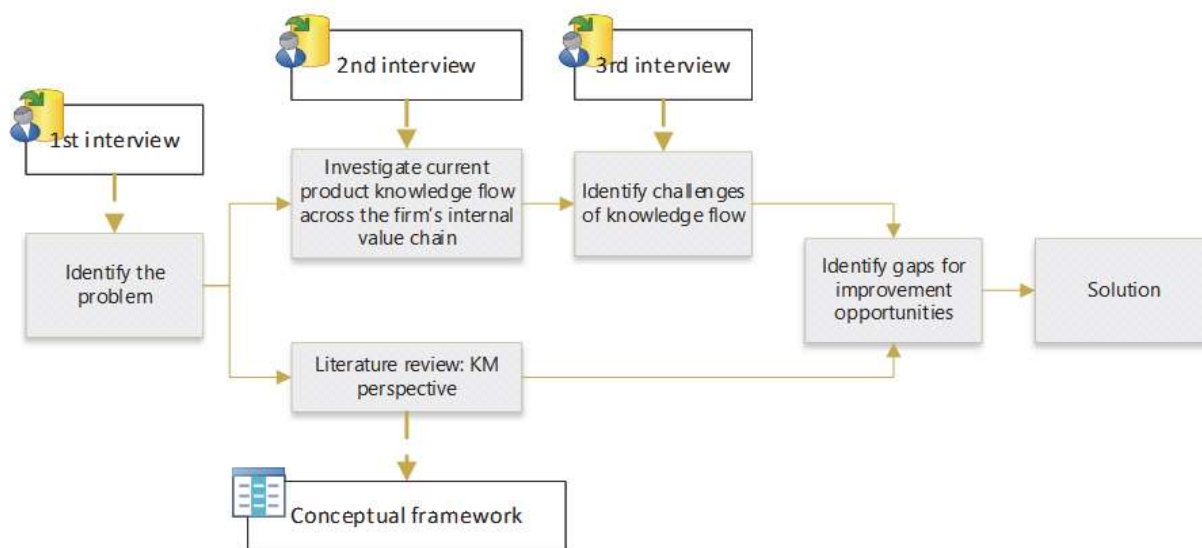 2nd interview
3rd interview
1st interview
Investigate current
product knowledge flow
across the firm's internal
value chain
Identify challenges
of knowledge flow
Identify the
problem
Identify gaps for
improvement
opportunities
Solution
Literature review: KM
perspective
Conceptual framework